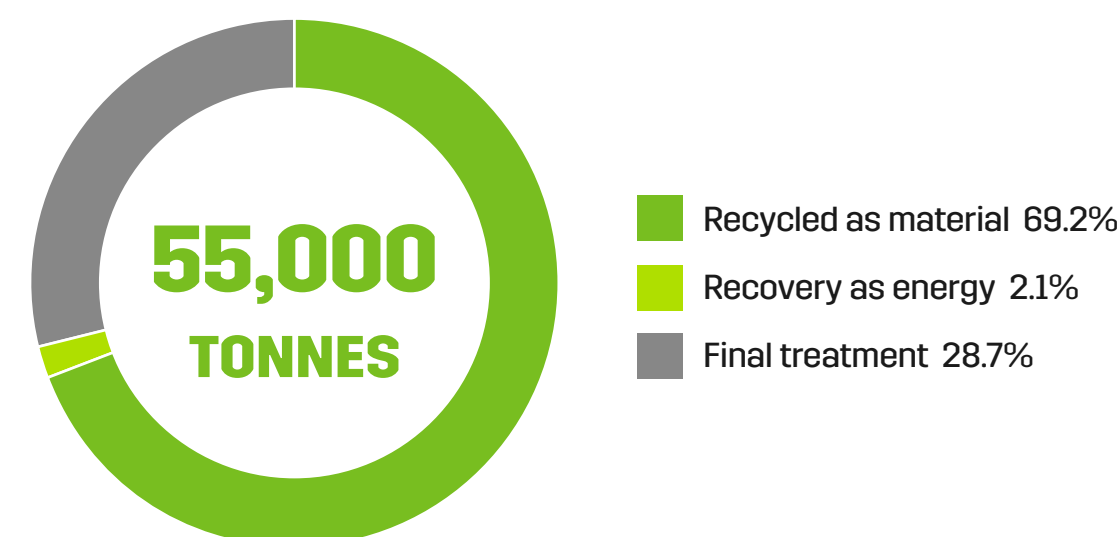 55,000
TONNES
Recycled as material 69.2%
Recovery as energy 2.1%
Final treatment 28.7%